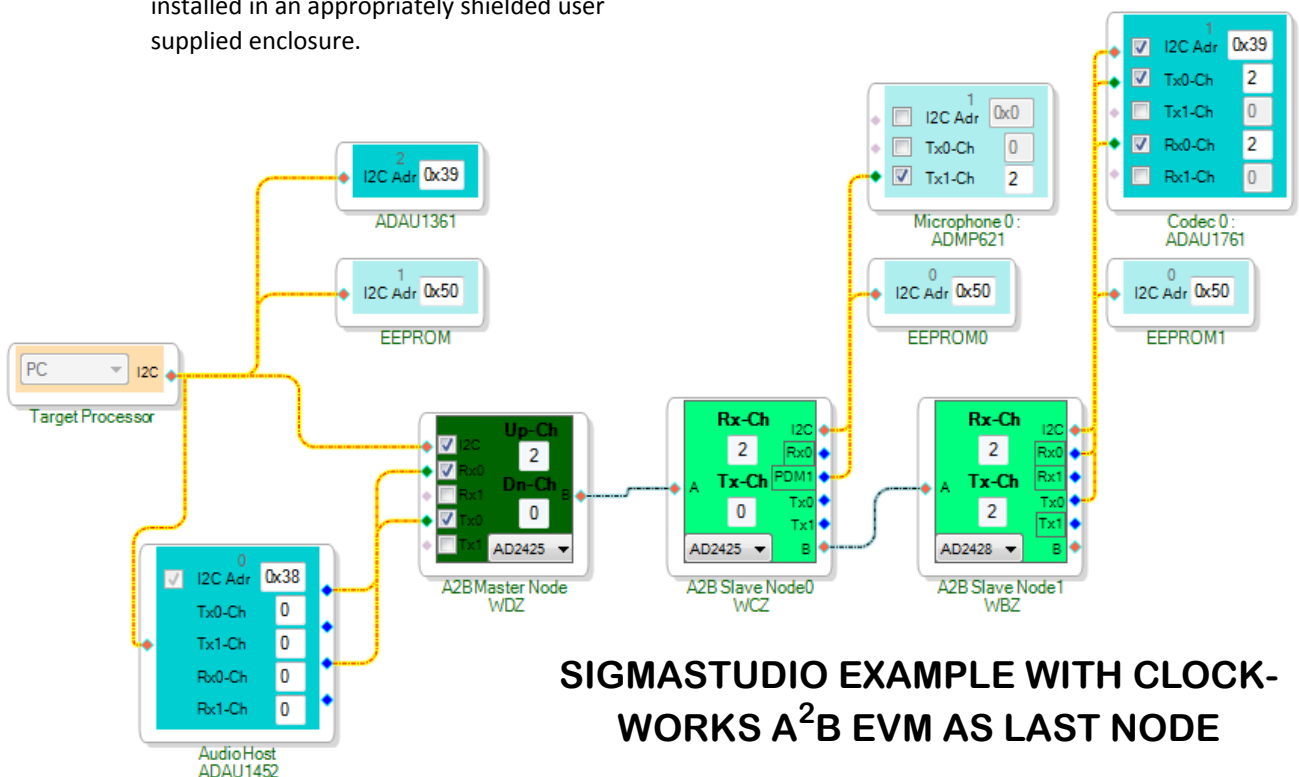 installed in an appropriately shielded user
supplied enclosure.
1
I2C Adr 0x39
Tx0-Ch 2
Tx1-Ch 0
Rx0-Ch 2
Rx1-Ch 0
Codec 0 :
ADAU1761
1
I2C Adr 0x0
Tx0-Ch 0
Tx1-Ch 2
Microphone 0 :
ADMP621
2
I2C Adr 0x39
ADAU1361
1
I2C Adr 0x50
EEPROM
0
I2C Adr 0x50
EEPROM0
0
I2C Adr 0x50
EEPROM1
PC I2C
Target Processor
Up-Ch
I2C
2
Rx0
Dn-Ch
Rx1
B
0
Tx0
Tx1
AD2425
A2B Master Node
WDZ
Rx-Ch
I2C
2
Rx0
A
Tx-Ch
PDM1
Tx0
0
Tx1
AD2425
B
A2B Slave Node0
WCZ
Rx-Ch
I2C
2
Rx0
A
Tx-Ch
Rx1
Tx0
2
Tx1
AD2428
B
A2B Slave Node1
WBZ
0
I2C Adr 0x38
Tx0-Ch 0
Tx1-Ch 0
Rx0-Ch 0
Rx1-Ch 0
Audio Host
ADAU1452
SIGMASTUDIO EXAMPLE WITH CLOCK-
WORKS A²B EVM AS LAST NODE